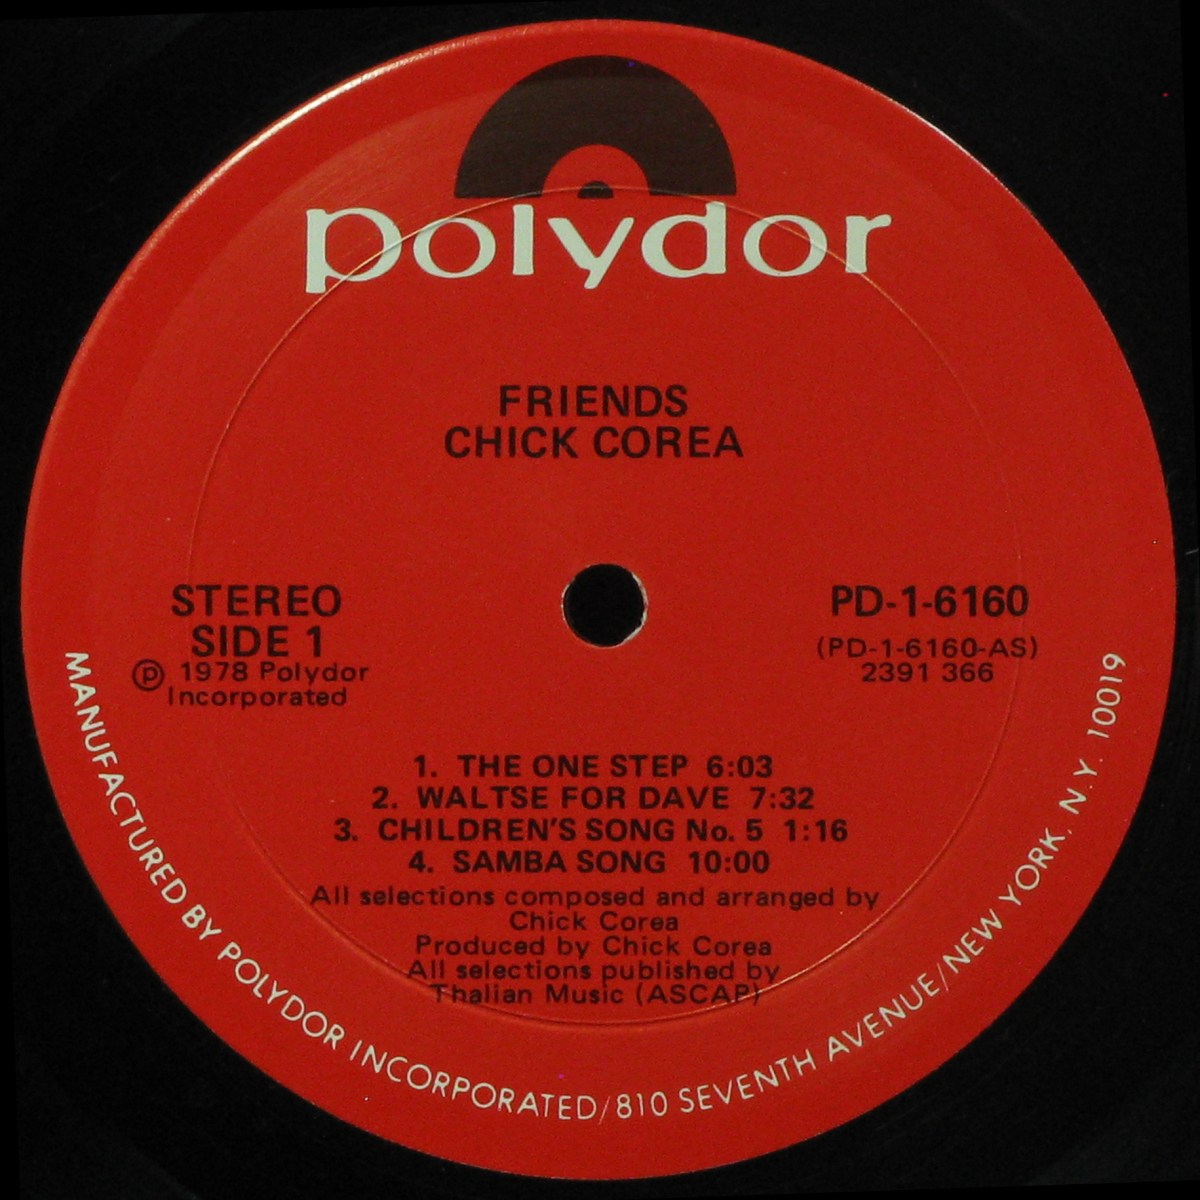 polydor
FRIENDS
CHICK COREA
STEREO
SIDE 1
℗ 1978 Polydor
Incorporated
PD-1-6160
(PD-1-6160-AS)
2391 366
1. THE ONE STEP 6:03
2. WALTSE FOR DAVE 7:32
3. CHILDREN'S SONG No. 5 1:16
4. SAMBA SONG 10:00
All selections composed and arranged by
Chick Corea
Produced by Chick Corea
All selections published by
Thalian Music (ASCAP)
MANUFACTURED BY POLYDOR INCORPORATED/810 SEVENTH AVENUE/NEW YORK, N.Y. 10019